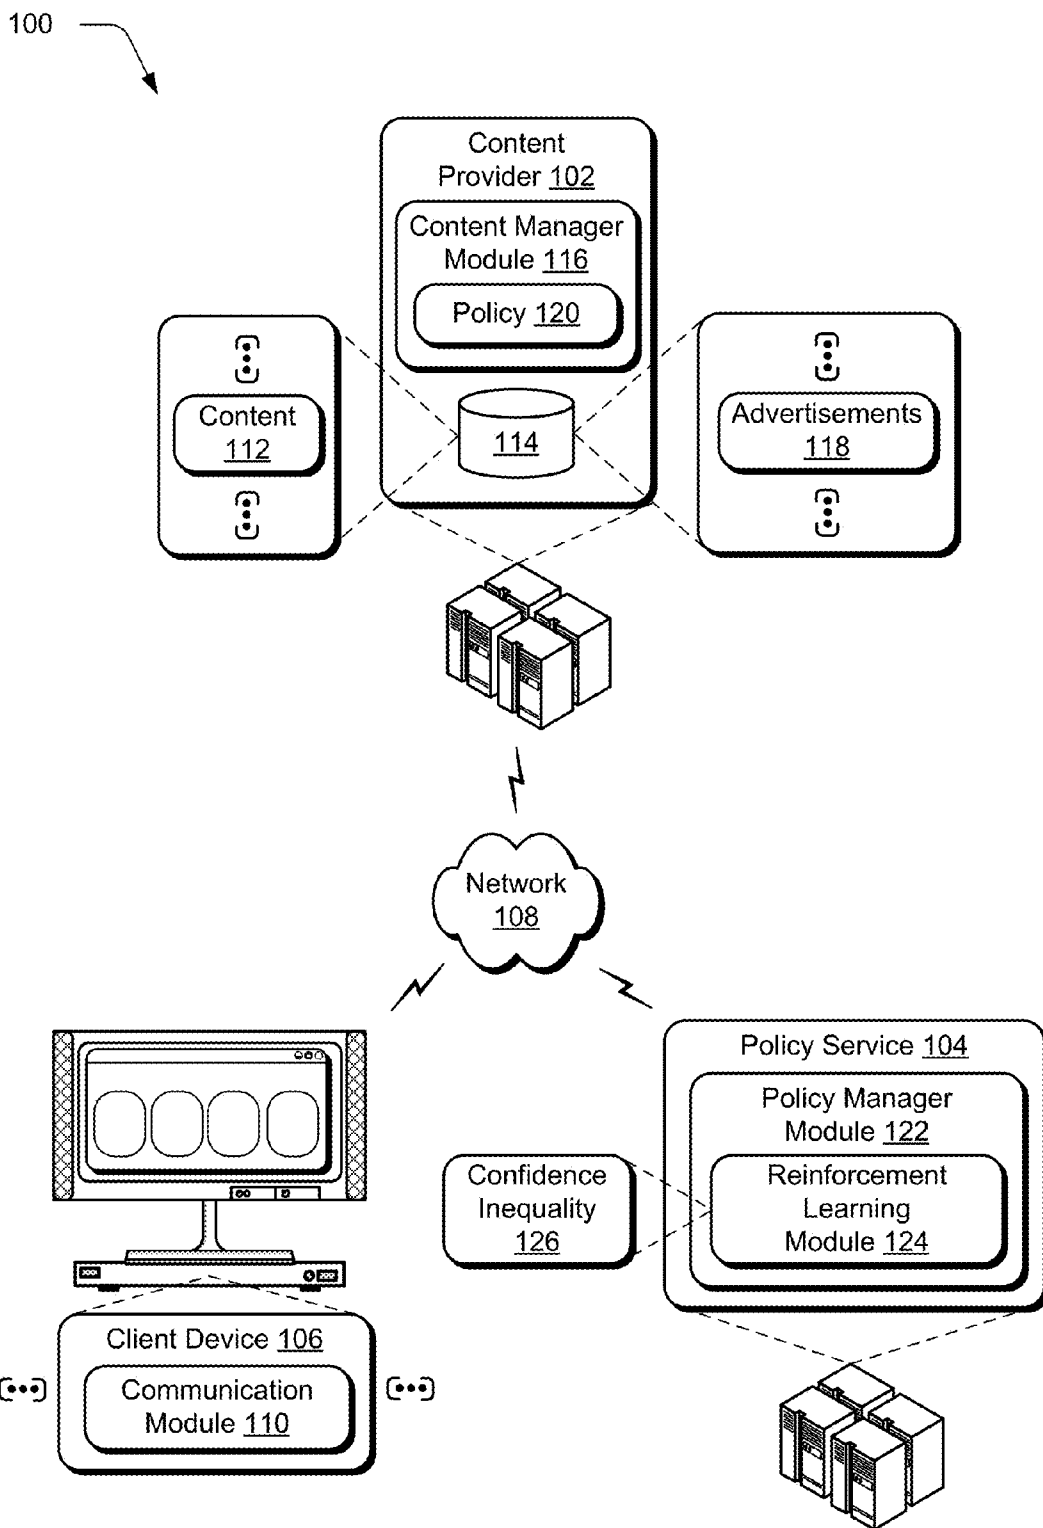 100
Content
Provider 102
Content Manager
Module 116
Policy 120
Content
112
114
Advertisements
118
Network
108
Policy Service 104
Policy Manager
Module 122
Confidence
Inequality
126
Reinforcement
Learning
Module 124
Client Device 106
Communication
Module 110